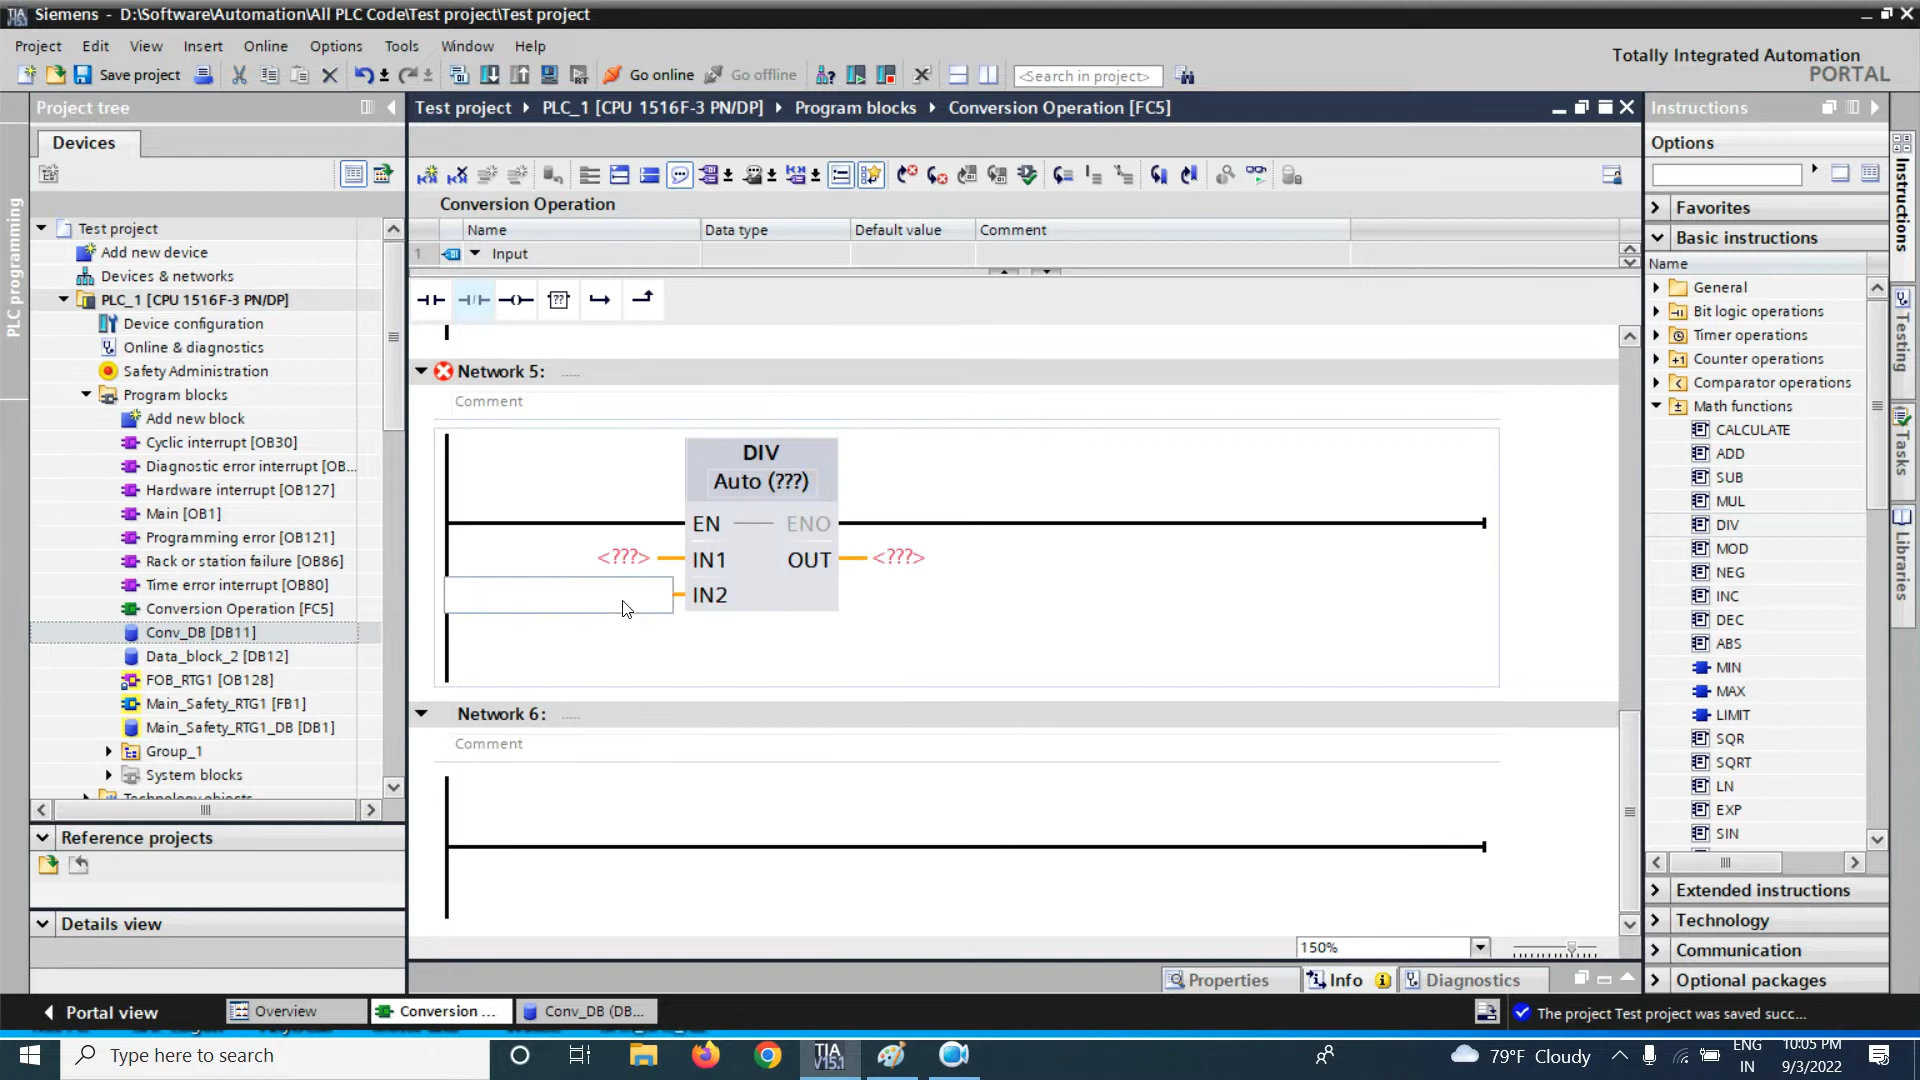 Siemens - D:\Software\Automation\All PLC Code\Test project\Test project
Project Edit View Insert Online Options Tools Window Help
Totally Integrated Automation
PORTAL
Save project
Go online
Go offline
<Search in project>
Project tree
Test project PLC_1 [CPU 1516F-3 PN/DP] Program blocks Conversion Operation [FC5]
Instructions
Devices
Options
PLC programming
Test project
Add new device
Devices & networks
PLC_1 [CPU 1516F-3 PN/DP]
Device configuration
Online & diagnostics
Safety Administration
Program blocks
Add new block
Cyclic interrupt [OB30]
Diagnostic error interrupt [OB...
Hardware interrupt [OB127]
Main [OB1]
Programming error [OB121]
Rack or station failure [OB86]
Time error interrupt [OB80]
Conversion Operation [FC5]
Conv_DB [DB11]
Data_block_2 [DB12]
FOB_RTG1 [OB128]
Main_Safety_RTG1 [FB1]
Main_Safety_RTG1_DB [DB1]
Group_1
System blocks
Technology objects
Reference projects
Details view
Conversion Operation
Name Data type Default value Comment
1 Input
??
Network 5: .....
Comment
DIV
Auto (???)
EN ENO
<???> IN1 OUT <???>
IN2
Network 6: .....
Comment
150%
Properties Info Diagnostics
Favorites
Basic instructions
Name
General
Bit logic operations
Timer operations
Counter operations
Comparator operations
Math functions
CALCULATE
ADD
SUB
MUL
DIV
MOD
NEG
INC
DEC
ABS
MIN
MAX
LIMIT
SQR
SQRT
LN
EXP
SIN
Extended instructions
Technology
Communication
Optional packages
Instructions
Testing
Tasks
Libraries
Portal view Overview Conversion ... Conv_DB (DB...
The project Test project was saved succ...
Type here to search
TIA
V15.1
79°F Cloudy
ENG
IN
10:05 PM
9/3/2022